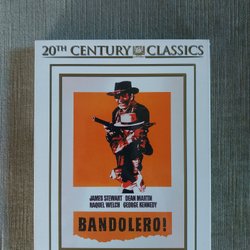 20TH CENTURY FOX CLASSICS
JAMES STEWART DEAN MARTIN
RAQUEL WELCH GEORGE KENNEDY
BANDOLERO!